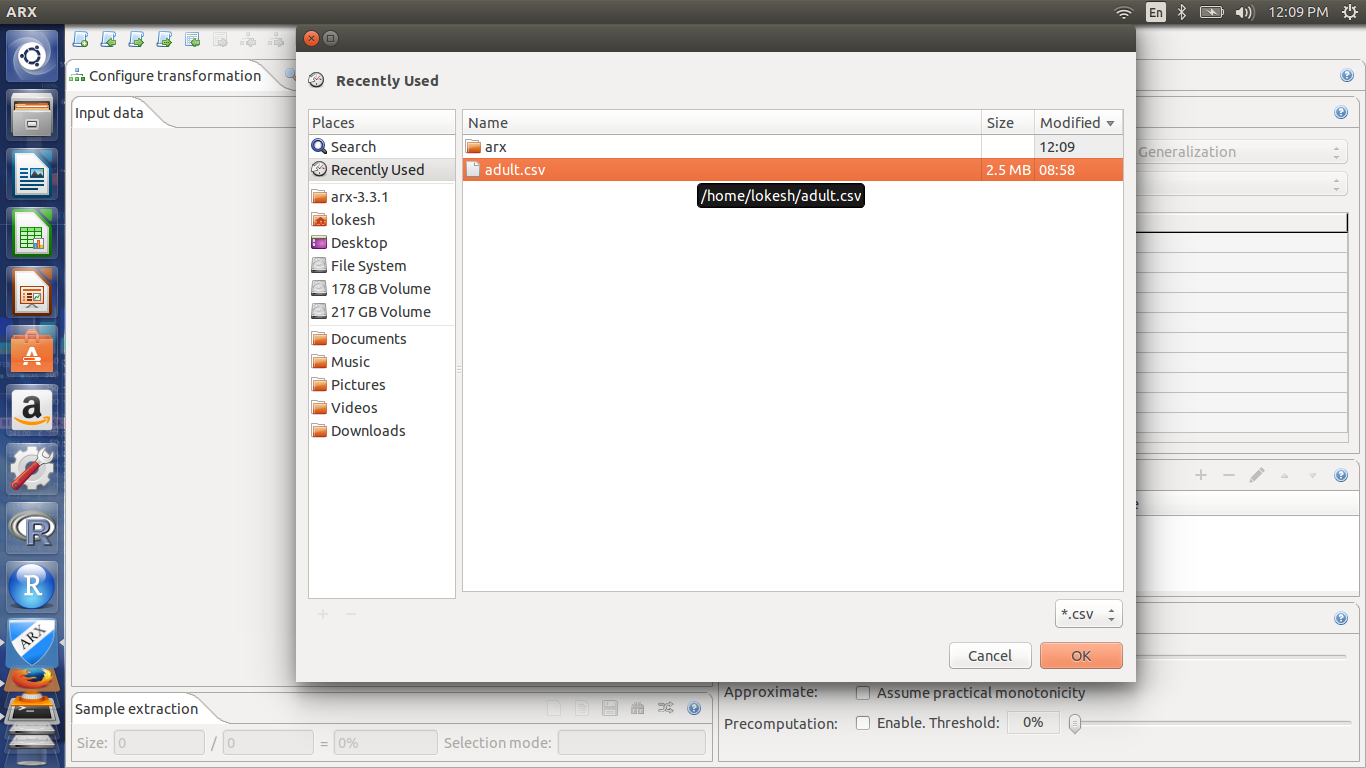 ARX
En
12:09 PM
Configure transformation
Input data
Recently Used
Places
Search
Recently Used
arx-3.3.1
lokesh
Desktop
File System
178 GB Volume
217 GB Volume
Documents
Music
Pictures
Videos
Downloads
Name Size Modified
arx 12:09
adult.csv 2.5 MB 08:58
/home/lokesh/adult.csv
*.csv
Cancel OK
Generalization
a
R
R
ARX
Sample extraction
Size: 0 / 0 = 0% Selection mode:
Approximate: Assume practical monotonicity
Precomputation: Enable. Threshold: 0%